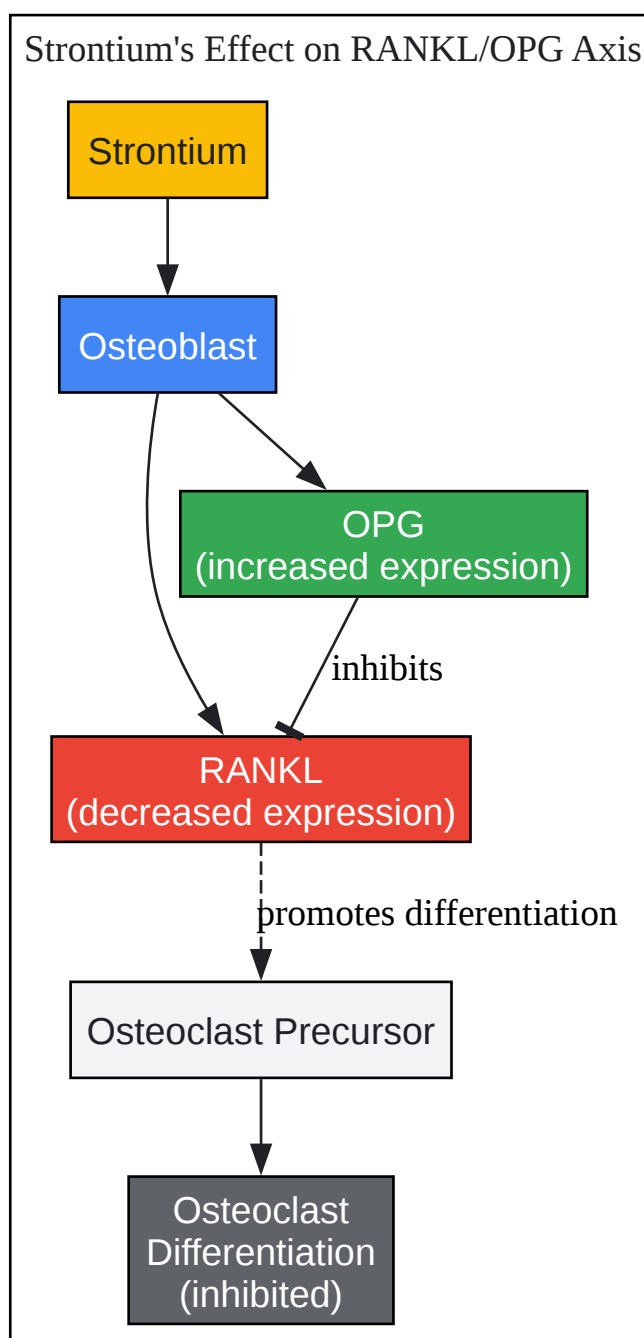 Strontium's Effect on RANKL/OPG Axis
Strontium
Osteoblast
OPG
(increased expression)
inhibits
RANKL
(decreased expression)
promotes differentiation
Osteoclast Precursor
Osteoclast
Differentiation
(inhibited)